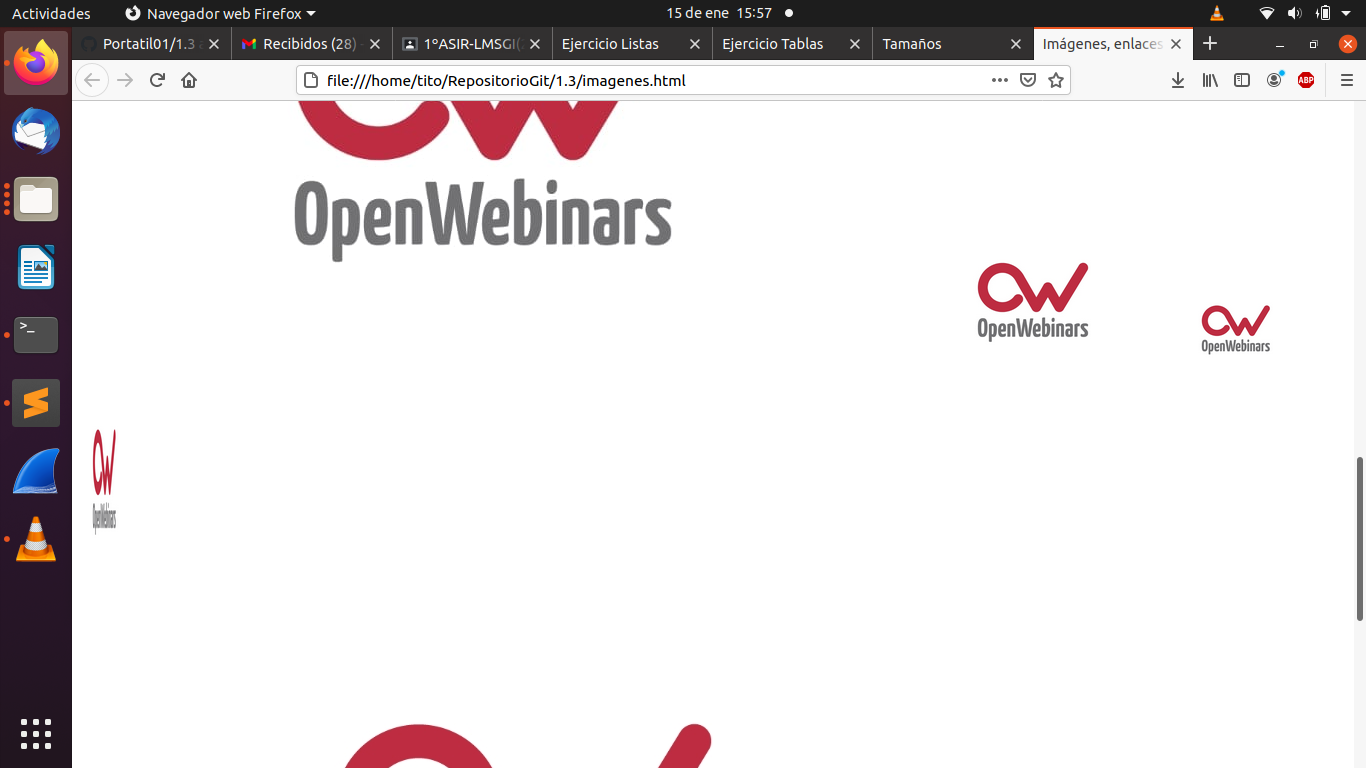 Actividades
Navegador web Firefox
15 de ene 15:57
Portatil01/1.3
Recibidos (28)
1ºASIR-LMSGI(
Ejercicio Listas
Ejercicio Tablas
Tamaños
Imágenes, enlaces
file:///home/tito/RepositorioGit/1.3/imagenes.html
ABP
>_
OpenWebinars
OpenWebinars
OpenWebinars
OpenWebinars